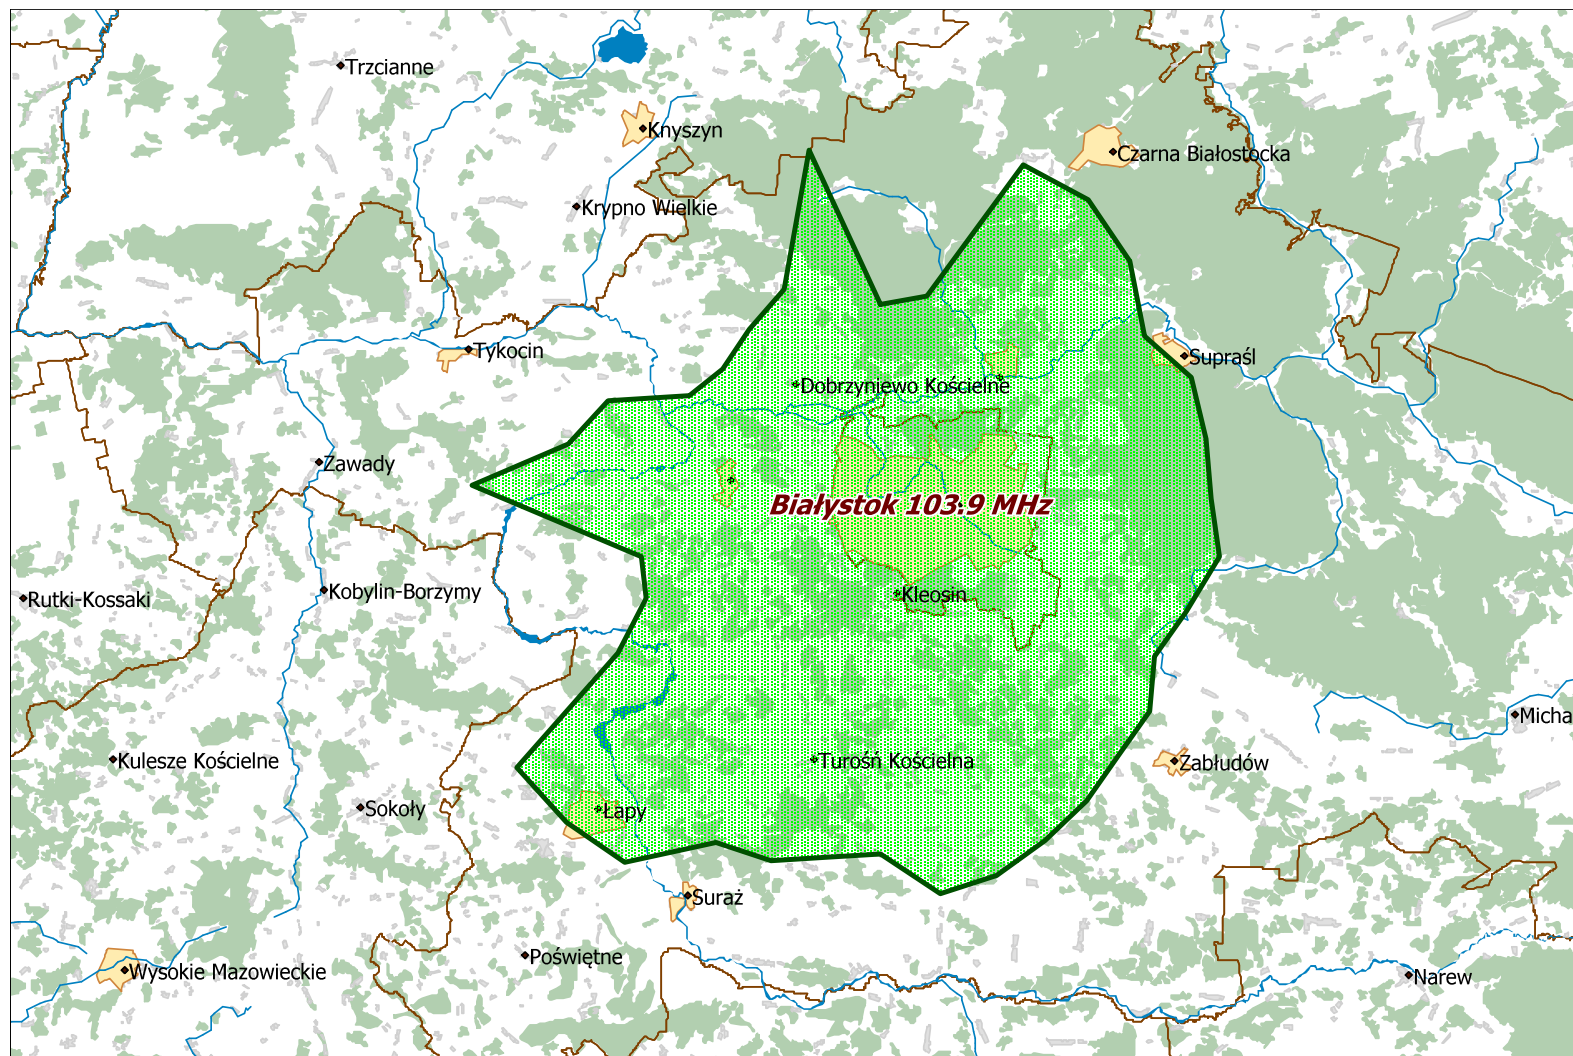 Trzcianne
Knyszyn
Czarna Białostocka
Krypno Wielkie
Tykocin
Supraśl
Dobrzyniewo Kościelne
Zawady
Białystok 103.9 MHz
Rutki-Kossaki
Kobylin-Borzymy
Kleosin
Micha
Kulesze Kościelne
Turośń Kościelna
Zabłudów
Sokoły
Łapy
Suraż
Poświętne
Wysokie Mazowieckie
Narew